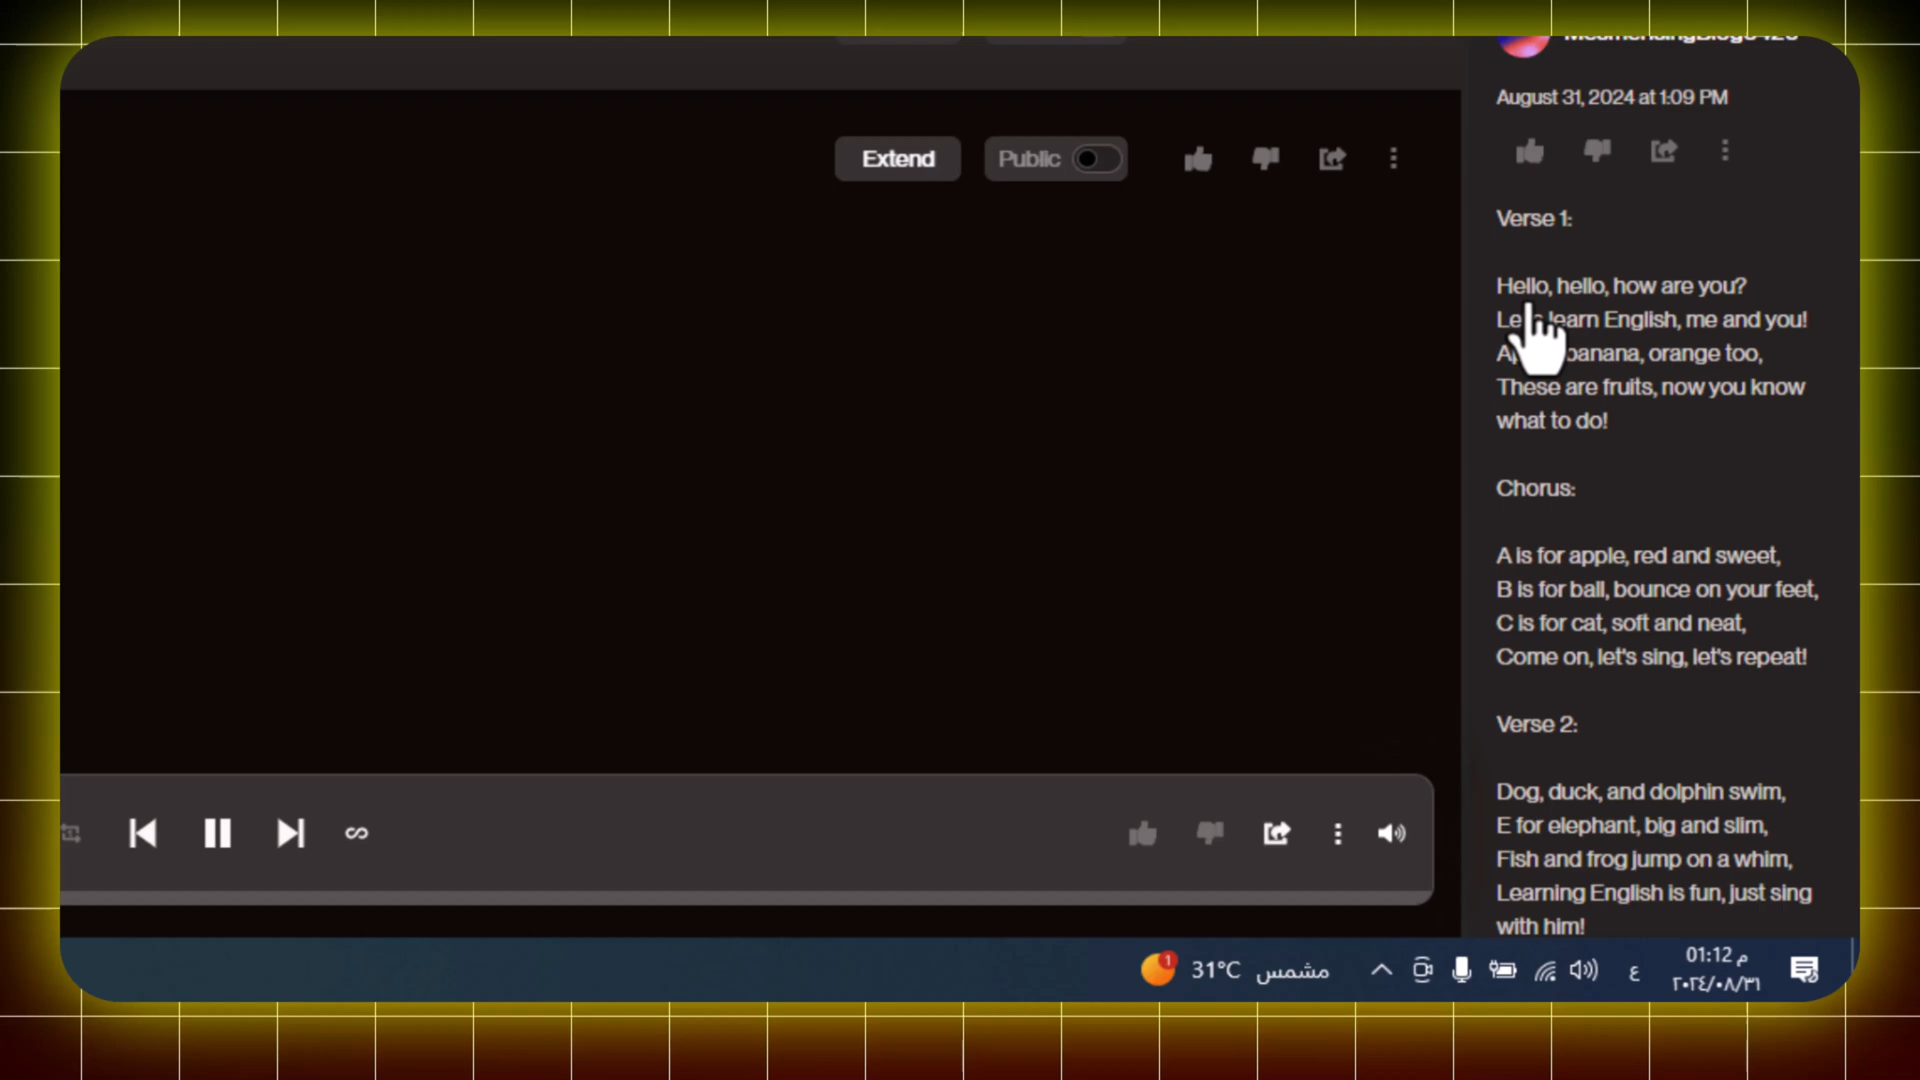 August 31, 2024 at 1:09 PM
Extend
Public
Verse 1:
Hello, hello, how are you?
learn English, me and you!
banana, orange too,
These are fruits, now you know
what to do!
Chorus:
A is for apple, red and sweet,
B is for ball, bounce on your feet,
C is for cat, soft and neat,
Come on, let's sing, let's repeat!
Verse 2:
Dog, duck, and dolphin swim,
E for elephant, big and slim,
Fish and frog jump on a whim,
Learning English is fun, just sing
with him!
1
31°C مشمس
ع
01:12 م
٢٠٢٤/٠٨/٣١